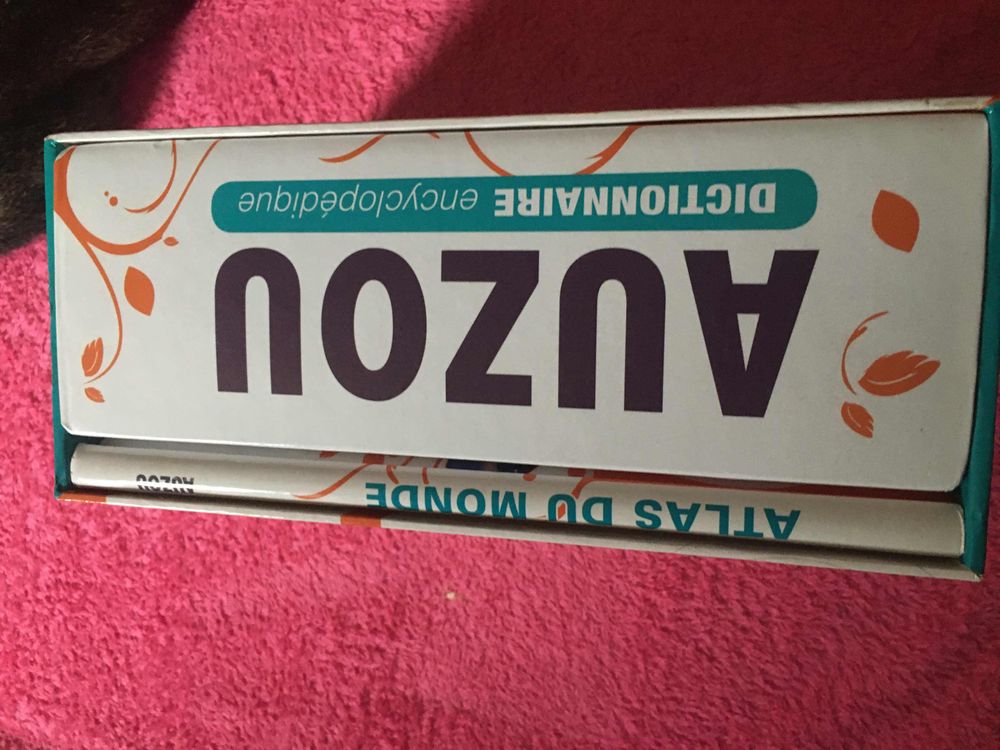 ATLAS DU MONDE
AUZOU
AUZOU
DICTIONNAIRE encyclopédique